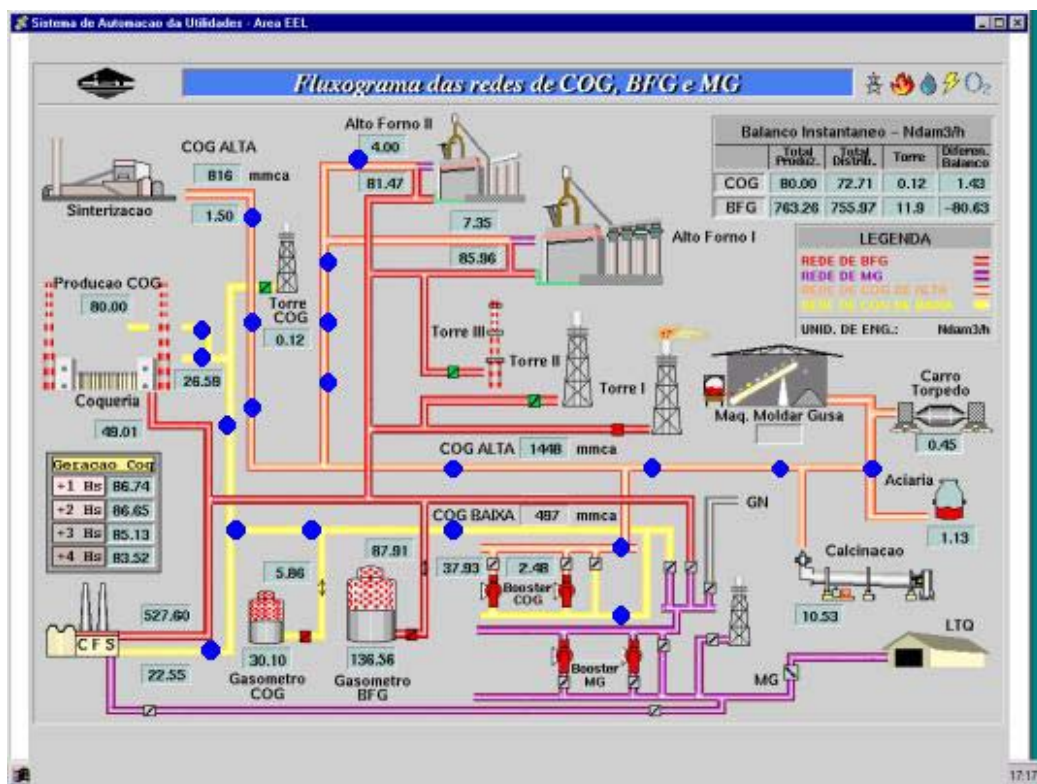 Sistema de Automacao da Utilidades - Area EEL
Fluxograma das redes de COG, BFG e MG
O2
Alto Forno II
4.00
81.47
COG ALTA
816 mmca
1.50
Sinterizacao
Balanco Instantaneo - Ndam3/h
Total Produz. Total Distrib. Torre Diferen. Balanco
COG 80.00 72.71 0.12 1.43
BFG 763.26 755.97 11.9 -80.63
7.35
85.96
Alto Forno I
LEGENDA
REDE DE BFG
REDE DE MG
REDE DE COG DE ALTA
REDE DE COG DE BAIXA
UNID. DE ENG.: Ndam3/h
Producao COG
80.00
Torre COG
0.12
Torre III
Torre II
Torre I
26.58
Coqueria
48.01
Maq. Moldar Gusa
Carro Torpedo
0.45
COG ALTA 1448 mmca
Geracao Coq
+1 Hs 86.74
+2 Hs 86.65
+3 Hs 85.13
+4 Hs 83.52
Aciaria
1.13
GN
COG BAIXA 487 mmca
87.91
37.93
2.48
5.86
Booster COG
Calcinacao
10.53
527.60
CFS
22.55
30.10
Gasometro COG
136.56
Gasometro BFG
Booster MG
MG
LTQ
17:17